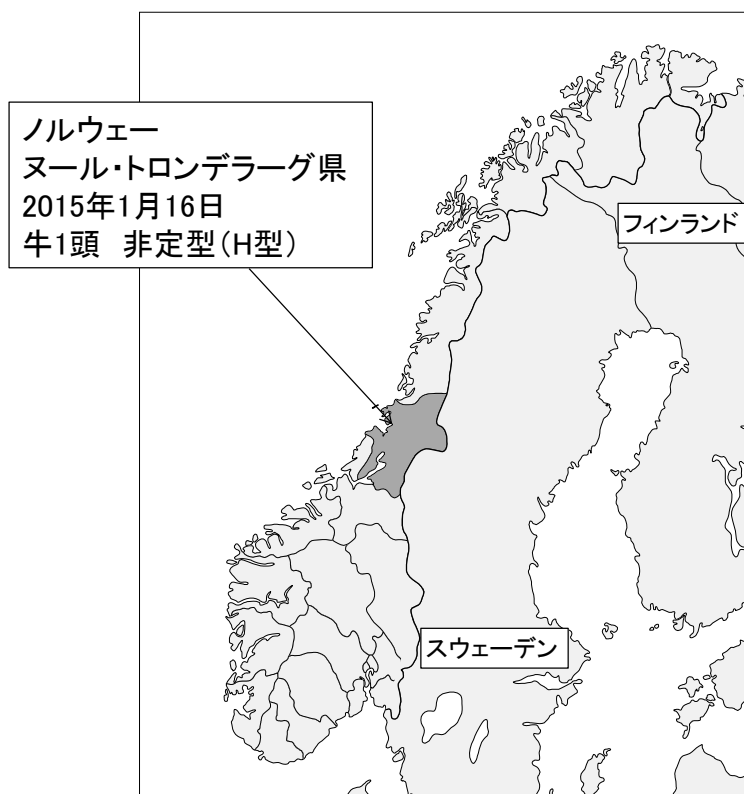 ノルウェー
ヌール・トロンデラーグ県
2015年1月16日
牛1頭　非定型（H型）
フィンランド
スウェーデン